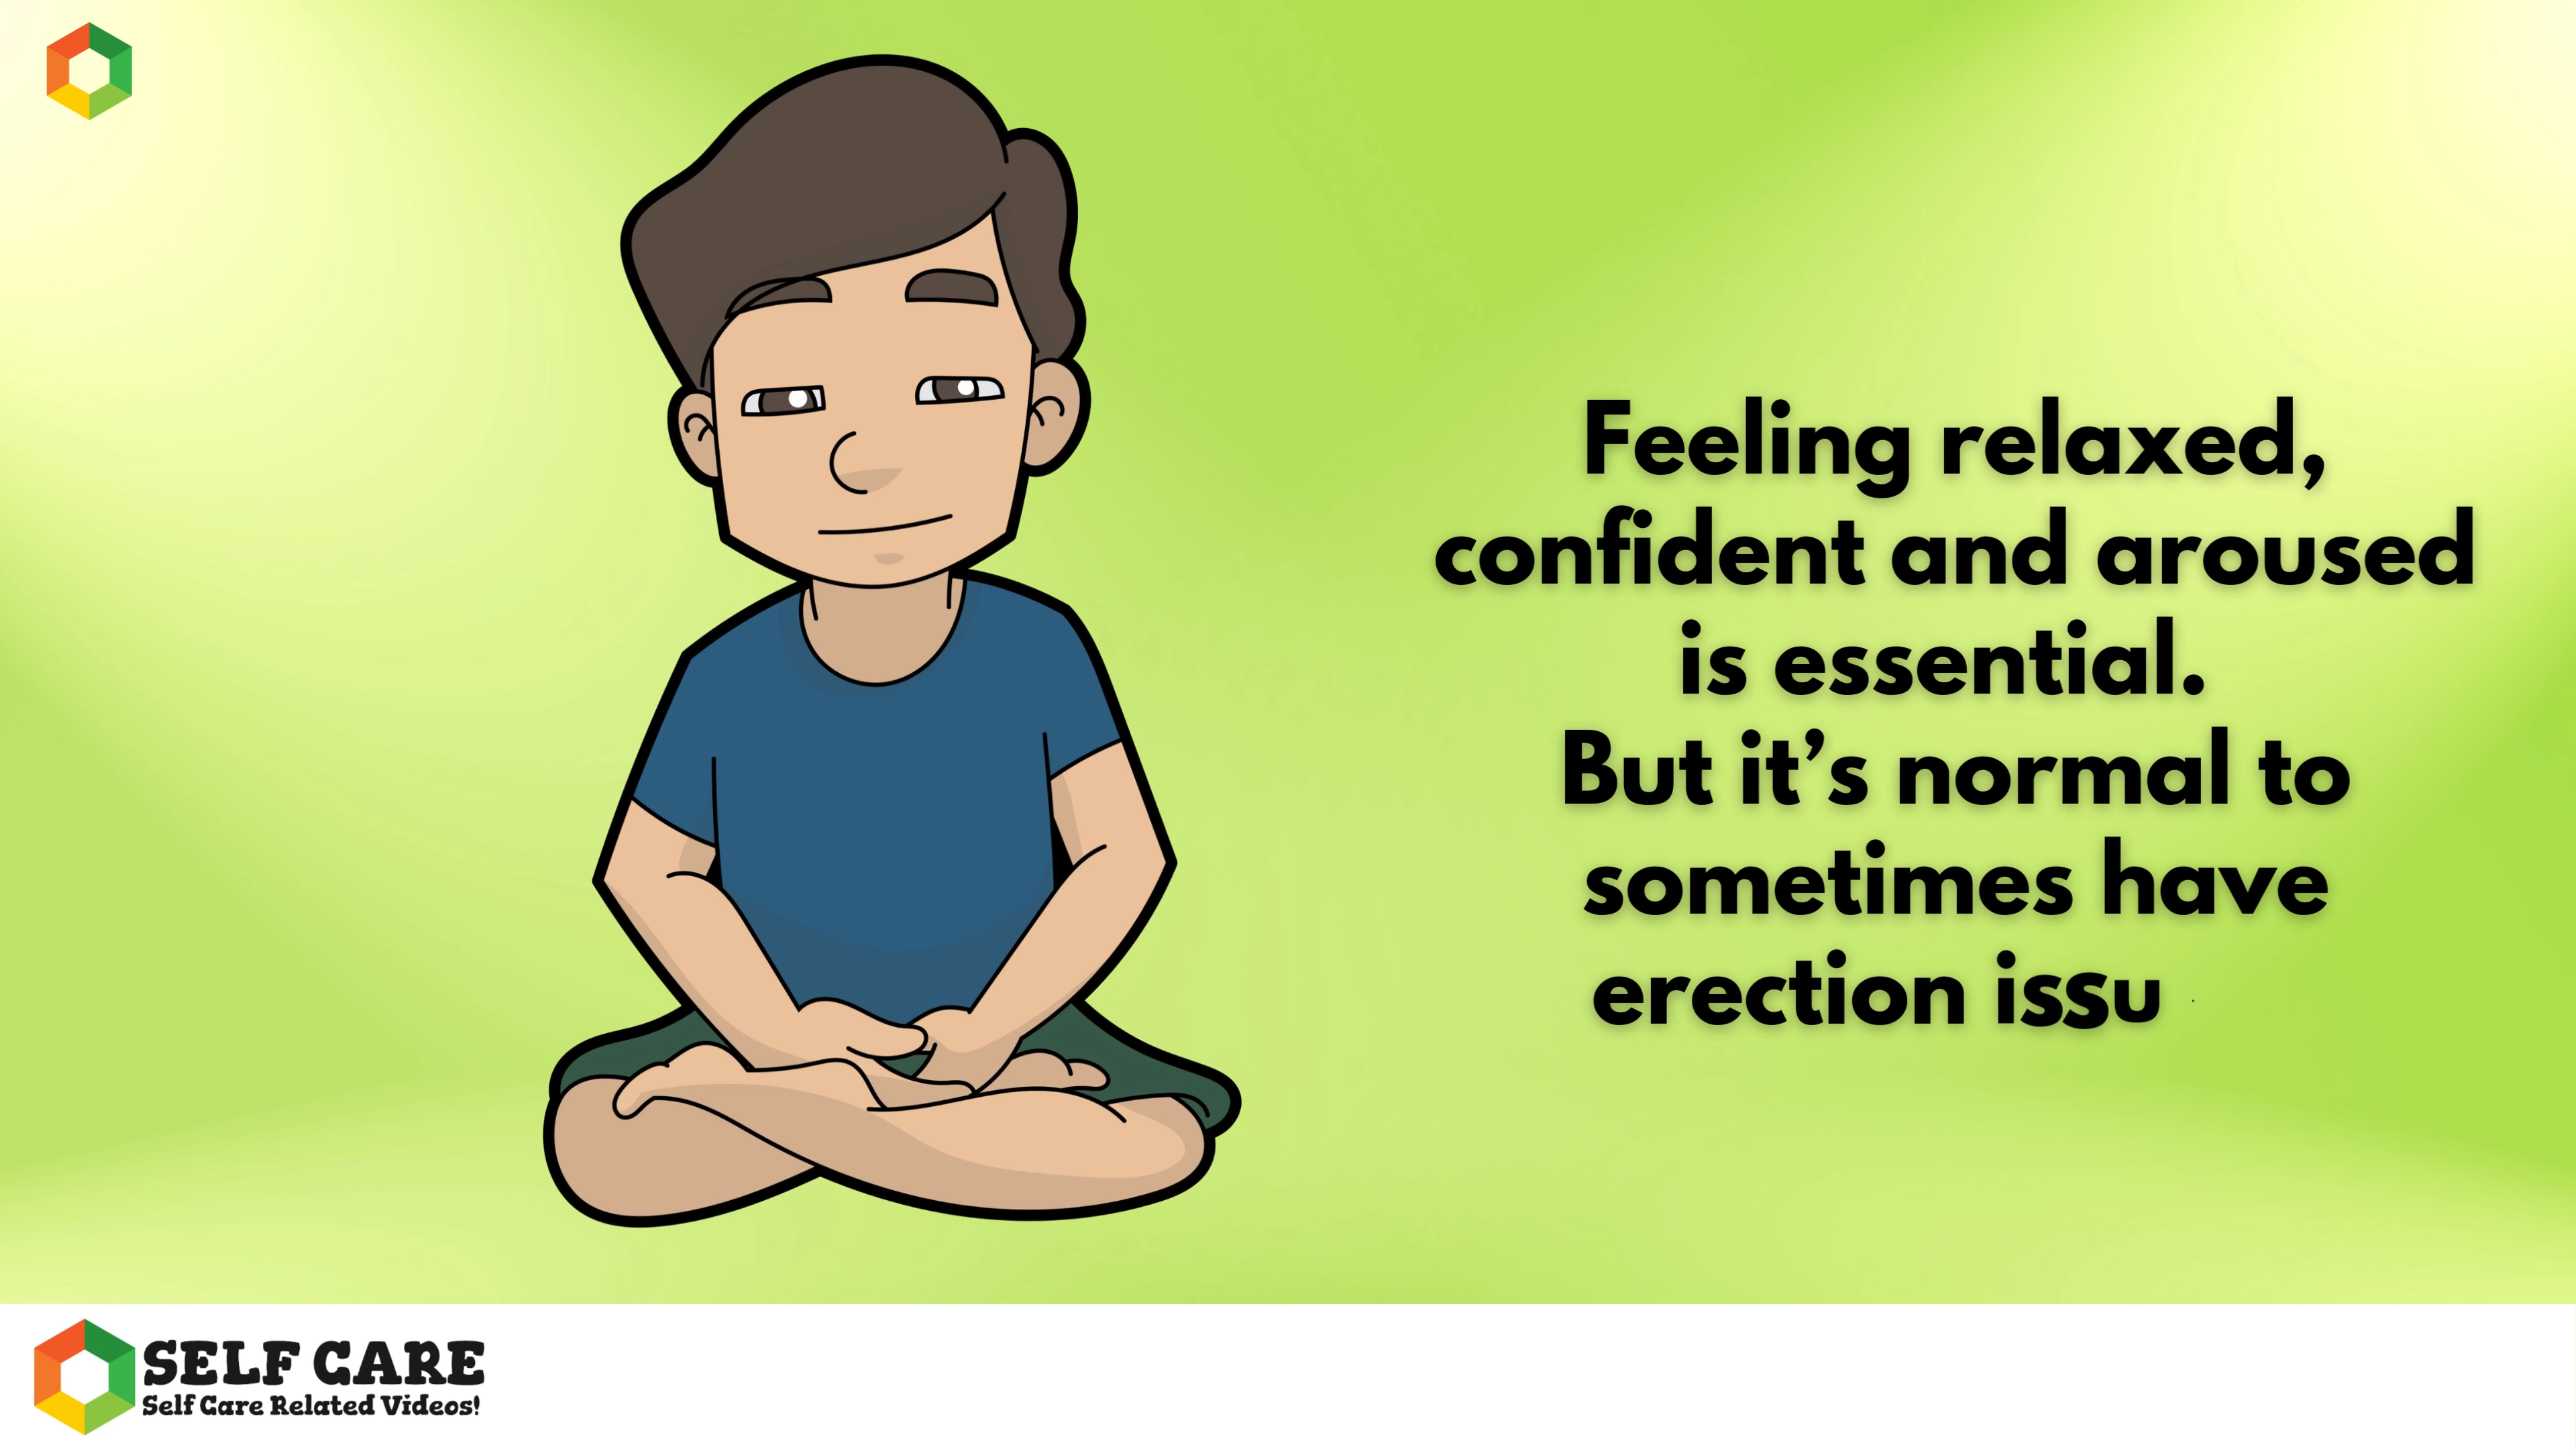 Feeling relaxed,
confident and aroused
is essential.
But it's normal to
sometimes have
erection issu
SELF CARE
Self Care Related Videos!